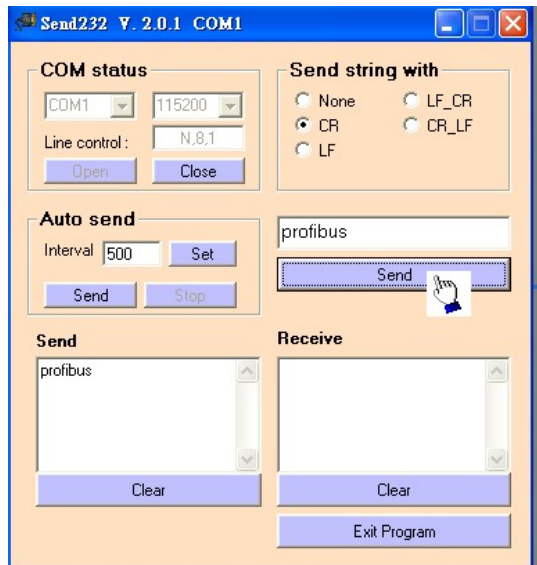 Send232 V. 2.0.1 COM1
COM status
COM1 115200
Line control : N,8,1
Open Close
Send string with
None LF_CR
CR CR_LF
LF
Auto send
Interval 500 Set
Send Stop
profibus
Send
Send
profibus
Clear
Receive
Clear
Exit Program